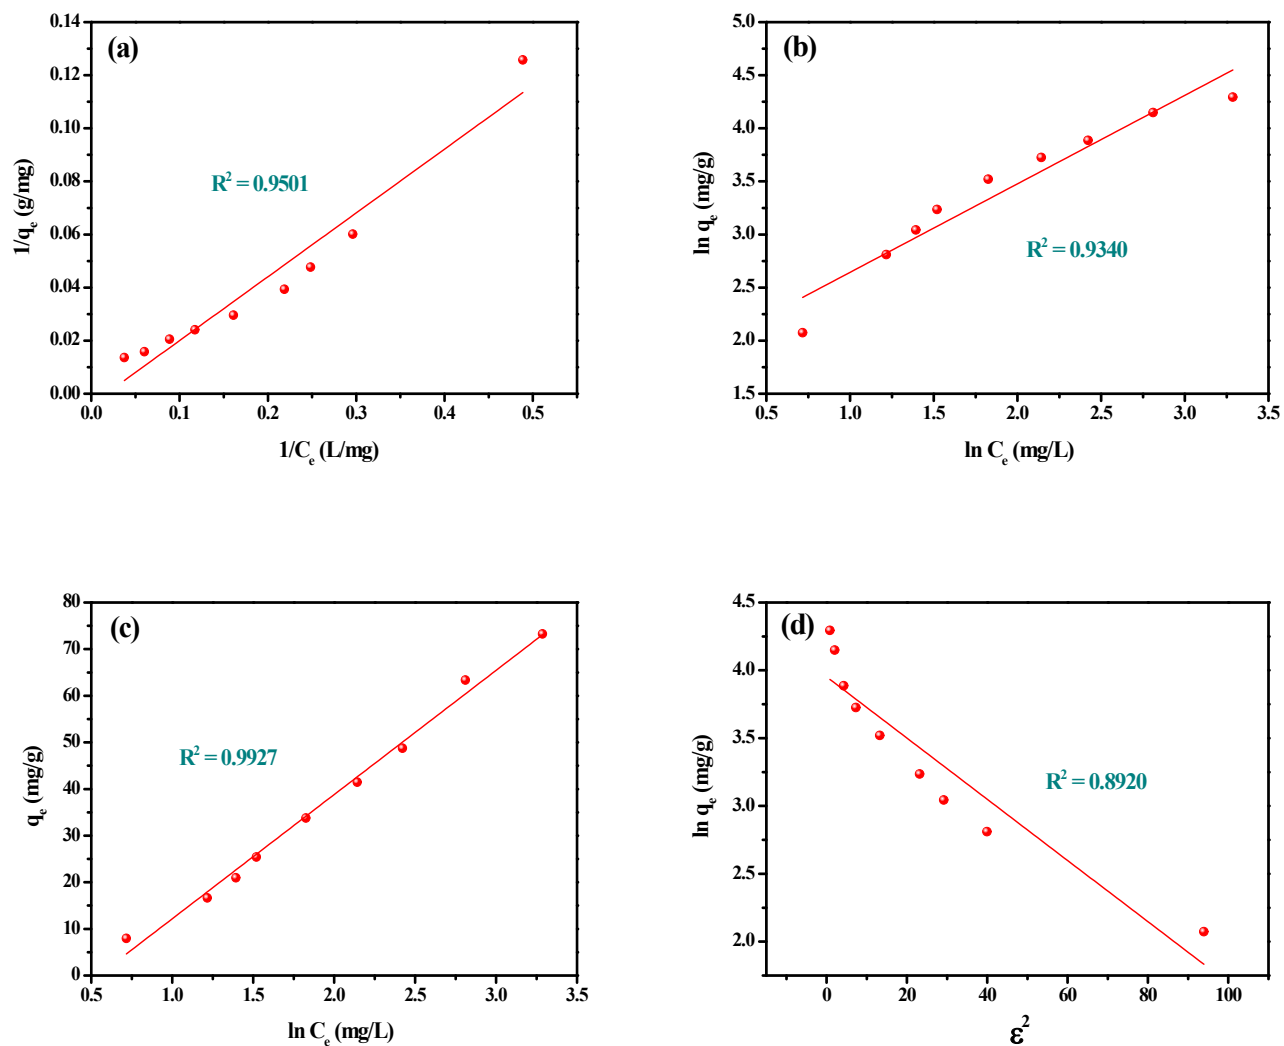 (a)
0.14
0.12
0.10
0.08
0.06
0.04
0.02
0.00
1/qₑ (g/mg)
R² = 0.9501
0.0 0.1 0.2 0.3 0.4 0.5
1/Cₑ (L/mg)
(b)
5.0
4.5
4.0
3.5
3.0
2.5
2.0
1.5
ln qₑ (mg/g)
R² = 0.9340
0.5 1.0 1.5 2.0 2.5 3.0 3.5
ln Cₑ (mg/L)
(c)
80
70
60
50
40
30
20
10
0
qₑ (mg/g)
R² = 0.9927
0.5 1.0 1.5 2.0 2.5 3.0 3.5
ln Cₑ (mg/L)
(d)
4.5
4.0
3.5
3.0
2.5
2.0
ln qₑ (mg/g)
R² = 0.8920
0 20 40 60 80 100
ε²